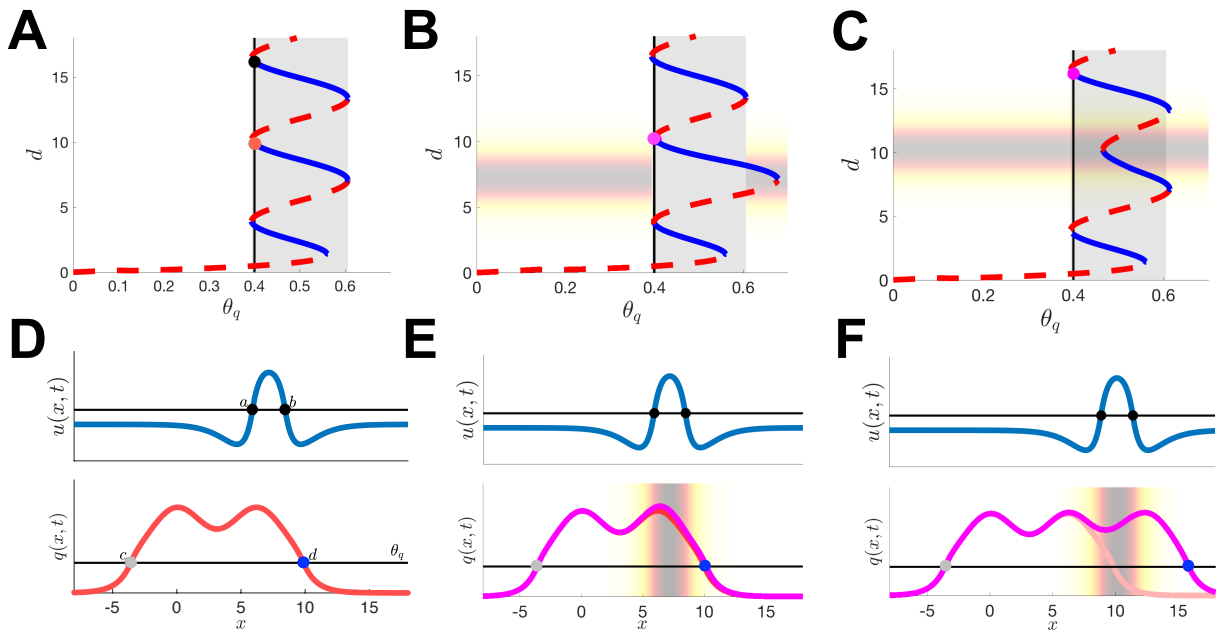 A
B
C
d
15
10
5
0
0
0.1
0.2
0.3
0.4
0.5
0.6
θq
d
15
10
5
0
0
0.2
0.4
0.6
θq
d
15
10
5
0
0
0.2
0.4
0.6
θq
D
E
F
u(x, t)
a
b
u(x, t)
u(x, t)
q(x, t)
c
d
θq
-5
0
5
10
15
x
q(x, t)
-5
0
5
10
15
x
q(x, t)
-5
0
5
10
15
x